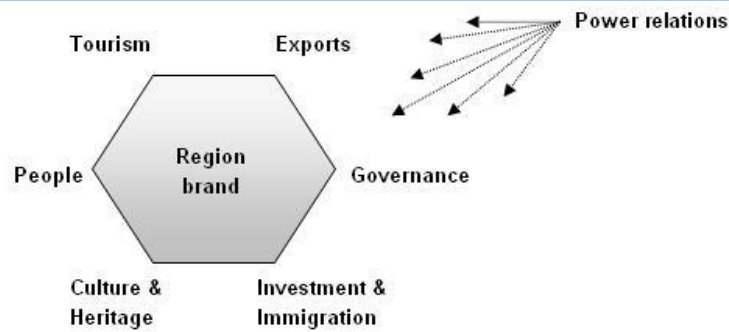 Power relations
Tourism
Exports
Region
brand
People
Governance
Culture &
Heritage
Investment &
Immigration